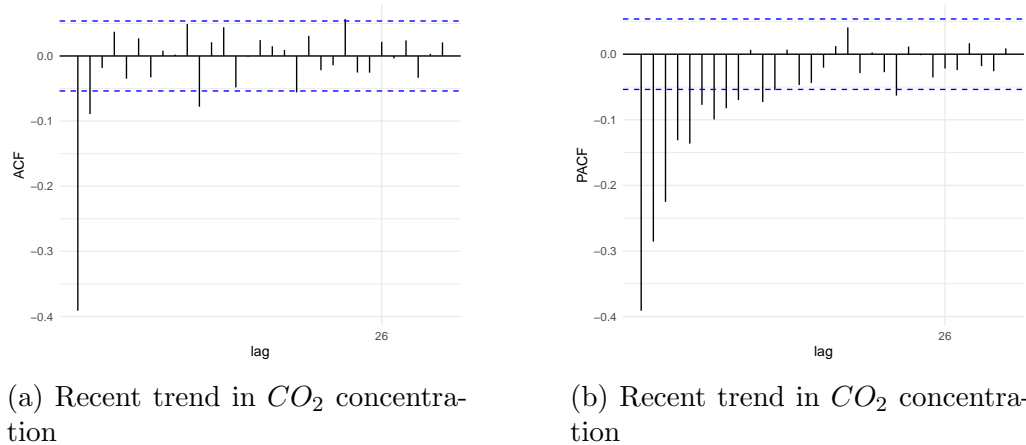 0.0
−0.1
−0.2
−0.3
−0.4
ACF
26
lag
0.0
−0.1
−0.2
−0.3
−0.4
PACF
26
lag
(a) Recent trend in CO2 concentra-
tion
(b) Recent trend in CO2 concentra-
tion